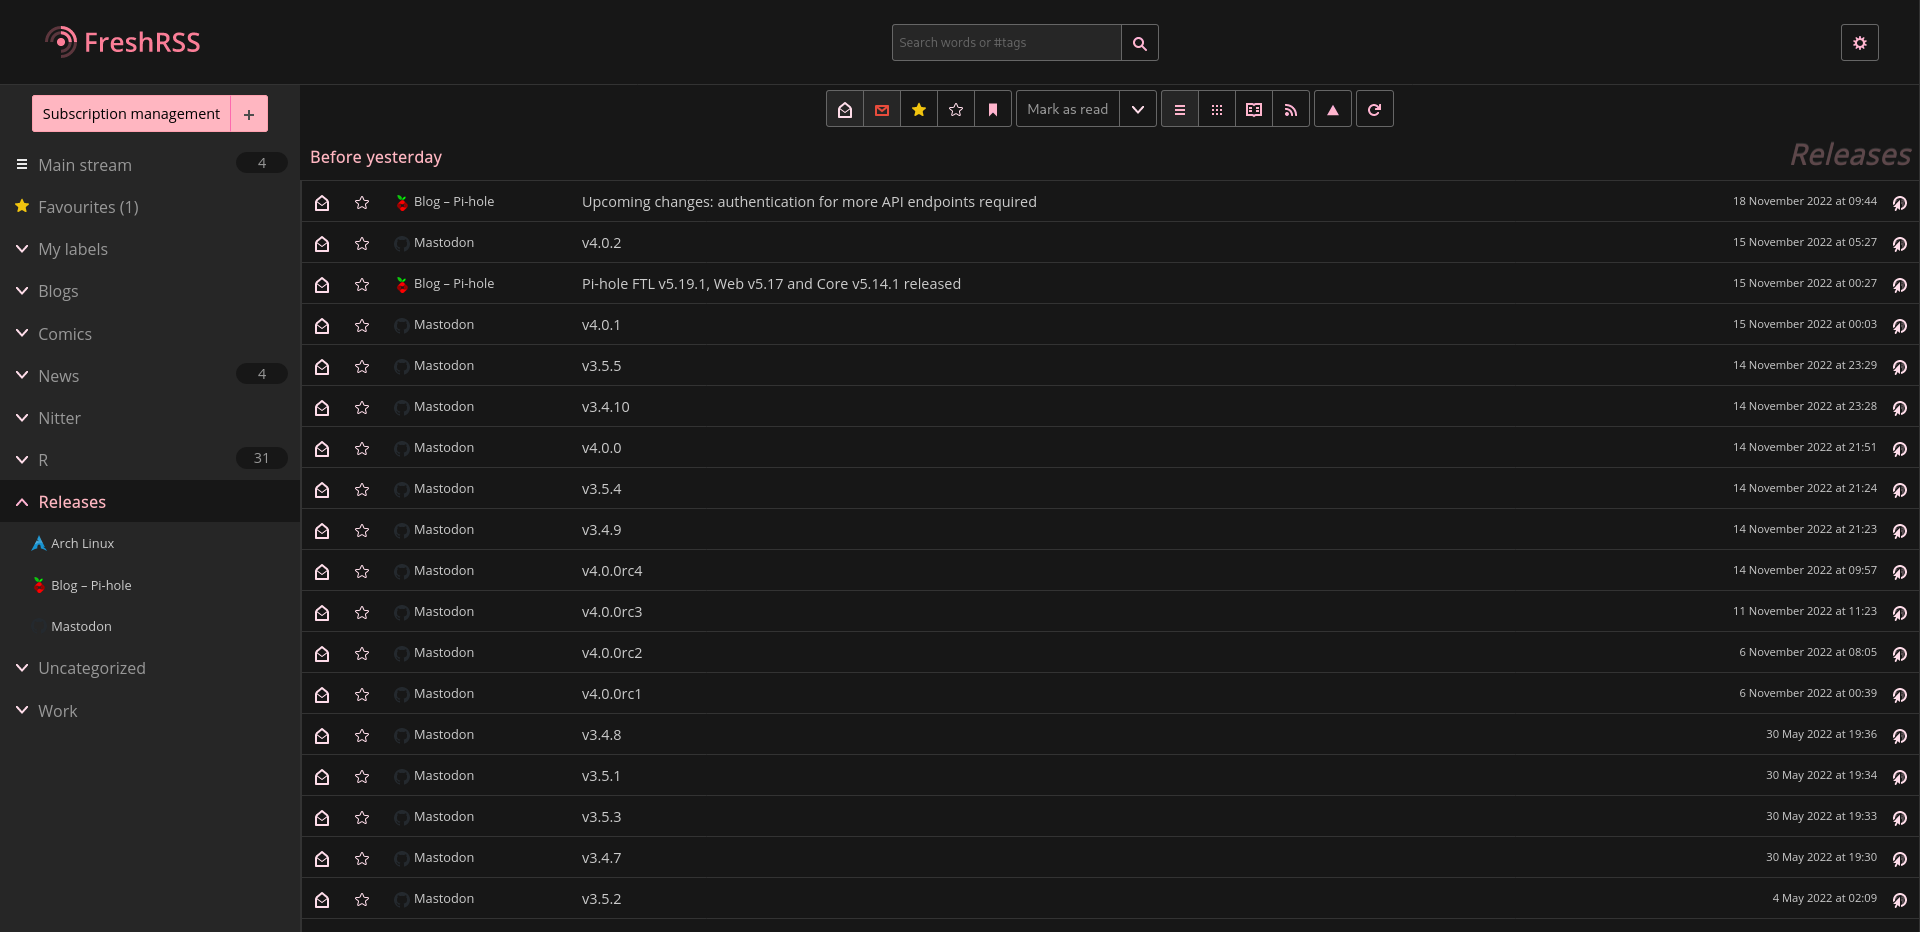 FreshRSS
Search words or #tags
Subscription management +
Main stream 4
Favourites (1)
My labels
Blogs
Comics
News 4
Nitter
R 31
Releases
Arch Linux
Blog – Pi-hole
Mastodon
Uncategorized
Work
Mark as read
Before yesterday Releases
Blog – Pi-hole Upcoming changes: authentication for more API endpoints required 18 November 2022 at 09:44
Mastodon v4.0.2 15 November 2022 at 05:27
Blog – Pi-hole Pi-hole FTL v5.19.1, Web v5.17 and Core v5.14.1 released 15 November 2022 at 00:27
Mastodon v4.0.1 15 November 2022 at 00:03
Mastodon v3.5.5 14 November 2022 at 23:29
Mastodon v3.4.10 14 November 2022 at 23:28
Mastodon v4.0.0 14 November 2022 at 21:51
Mastodon v3.5.4 14 November 2022 at 21:24
Mastodon v3.4.9 14 November 2022 at 21:23
Mastodon v4.0.0rc4 14 November 2022 at 09:57
Mastodon v4.0.0rc3 11 November 2022 at 11:23
Mastodon v4.0.0rc2 6 November 2022 at 08:05
Mastodon v4.0.0rc1 6 November 2022 at 00:39
Mastodon v3.4.8 30 May 2022 at 19:36
Mastodon v3.5.1 30 May 2022 at 19:34
Mastodon v3.5.3 30 May 2022 at 19:33
Mastodon v3.4.7 30 May 2022 at 19:30
Mastodon v3.5.2 4 May 2022 at 02:09